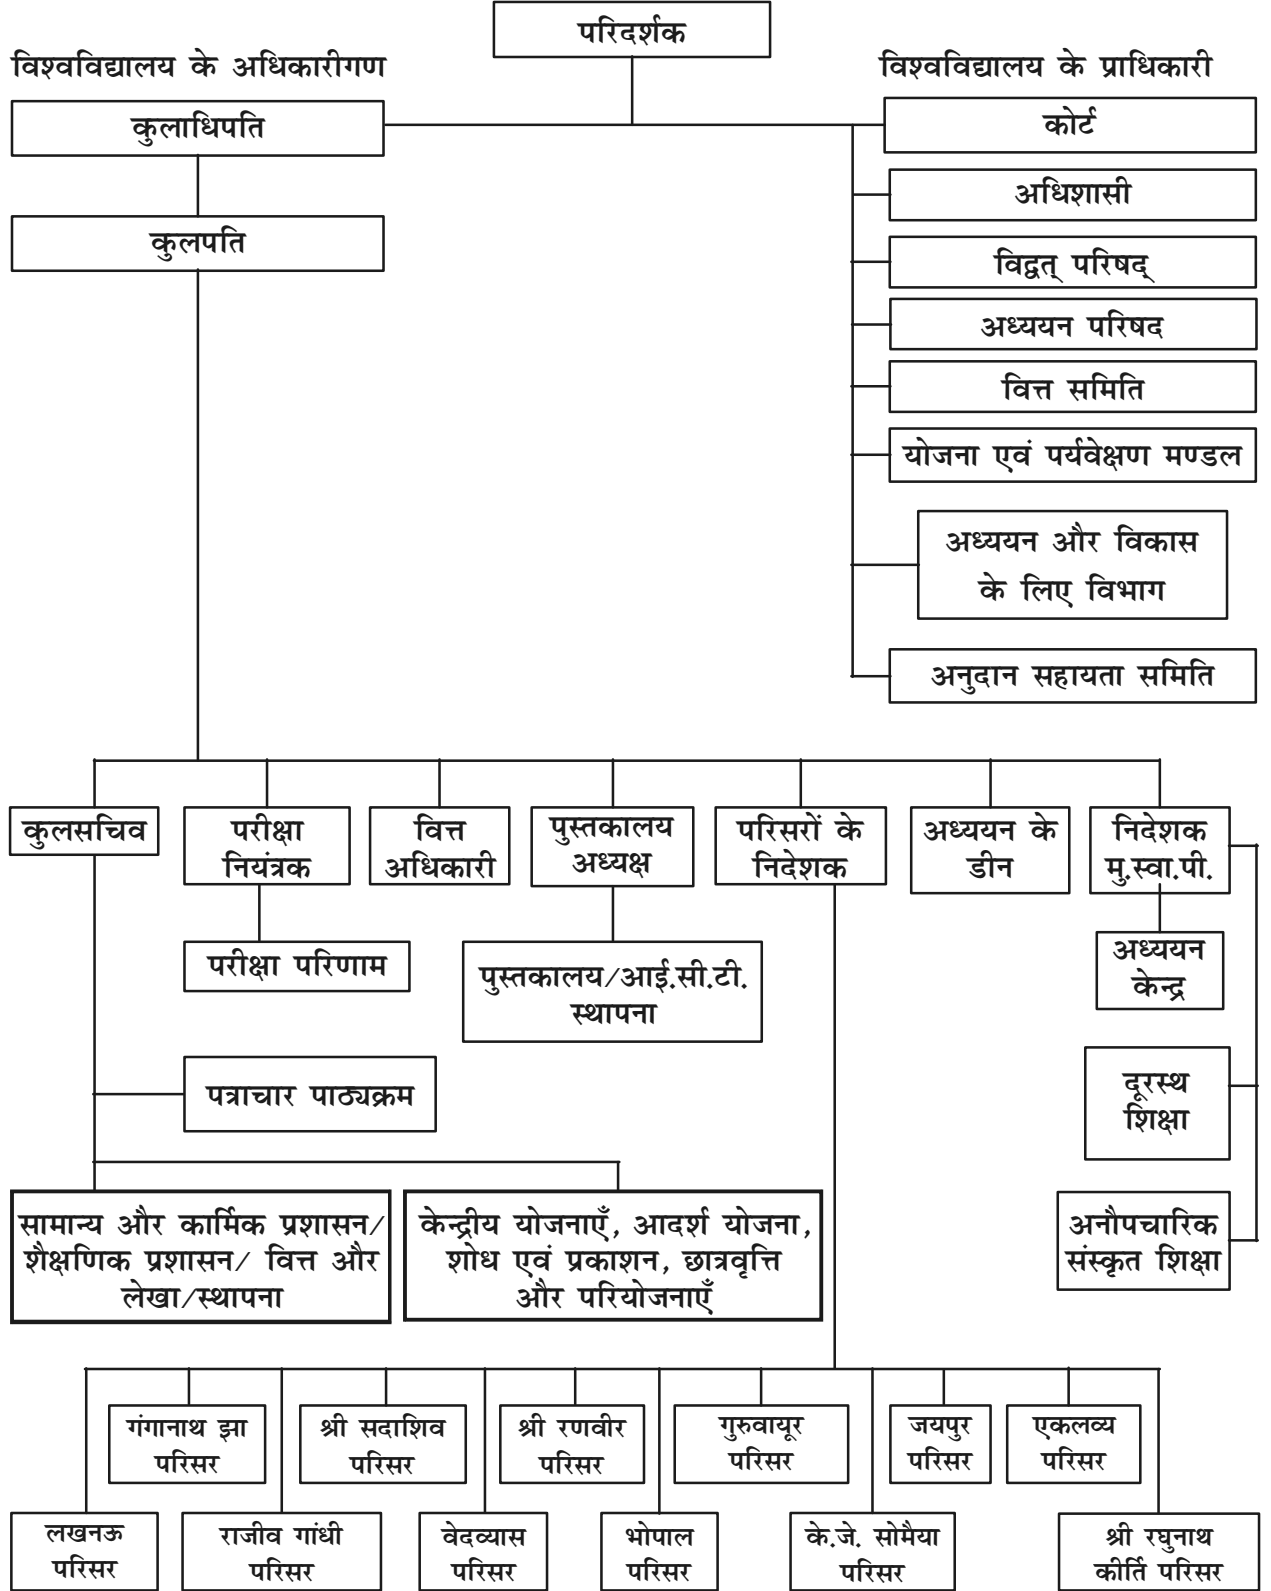 परिदर्शक
विश्वविद्यालय के अधिकारीगण
विश्वविद्यालय के प्राधिकारी
कुलाधिपति
कोर्ट
अधिशासी
कुलपति
विद्वत् परिषद्
अध्ययन परिषद
वित्त समिति
योजना एवं पर्यवेक्षण मण्डल
अध्ययन और विकास
के लिए विभाग
अनुदान सहायता समिति
कुलसचिव
परीक्षा
नियंत्रक
वित्त
अधिकारी
पुस्तकालय
अध्यक्ष
परिसरों के
निदेशक
अध्ययन के
डीन
निदेशक
मु.स्वा.पी.
परीक्षा परिणाम
पुस्तकालय/आई.सी.टी.
स्थापना
अध्ययन
केन्द्र
पत्राचार पाठ्यक्रम
दूरस्थ
शिक्षा
सामान्य और कार्मिक प्रशासन/
शैक्षणिक प्रशासन/ वित्त और
लेखा/स्थापना
केन्द्रीय योजनाएँ, आदर्श योजना,
शोध एवं प्रकाशन, छात्रवृत्ति
और परियोजनाएँ
अनौपचारिक
संस्कृत शिक्षा
गंगानाथ झा
परिसर
श्री सदाशिव
परिसर
श्री रणवीर
परिसर
गुरुवायूर
परिसर
जयपुर
परिसर
एकलव्य
परिसर
लखनऊ
परिसर
राजीव गांधी
परिसर
वेदव्यास
परिसर
भोपाल
परिसर
के.जे. सोमैया
परिसर
श्री रघुनाथ
कीर्ति परिसर